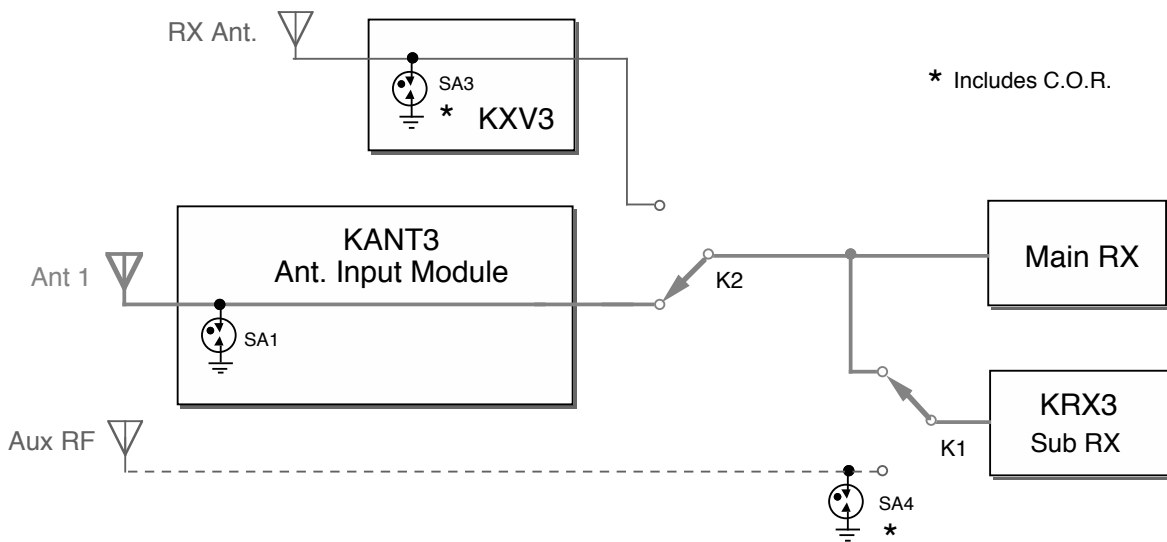 RX Ant.
SA3
*
KXV3
* Includes C.O.R.
KANT3
Ant. Input Module
Ant 1
SA1
K2
Main RX
KRX3
Sub RX
K1
Aux RF
SA4
*